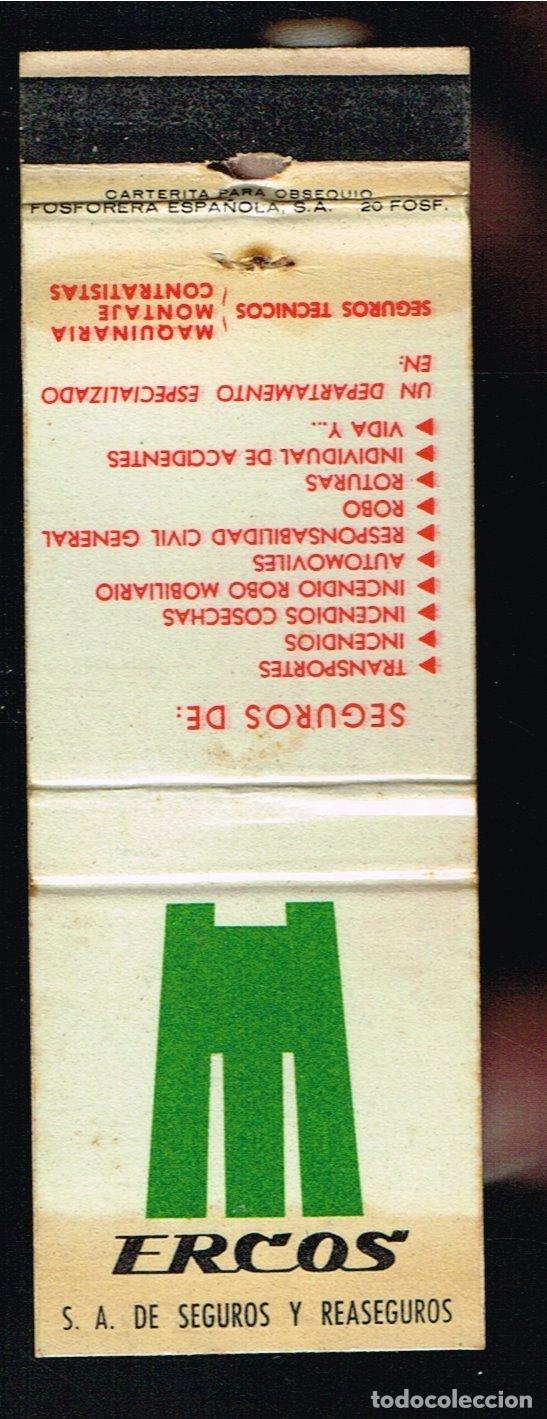 CARTERITA PARA OBSEQUIO
FOSFORERA ESPAÑOLA, S.A. 20 FOSF.
SEGUROS DE:
▶ TRANSPORTES
▶ INCENDIOS
▶ INCENDIOS COSECHAS
▶ INCENDIO ROBO MOBILIARIO
▶ AUTOMOVILES
▶ RESPONSABILIDAD CIVIL GENERAL
▶ ROBO
▶ ROTURAS
▶ INDIVIDUAL DE ACCIDENTES
▶ VIDA Y...
UN DEPARTAMENTO ESPECIALIZADO
EN:
MAQUINARIA
SEGUROS TECNICOS MONTAJE
CONTRATISTAS
ERCOS
S. A. DE SEGUROS Y REASEGUROS
todocoleccion